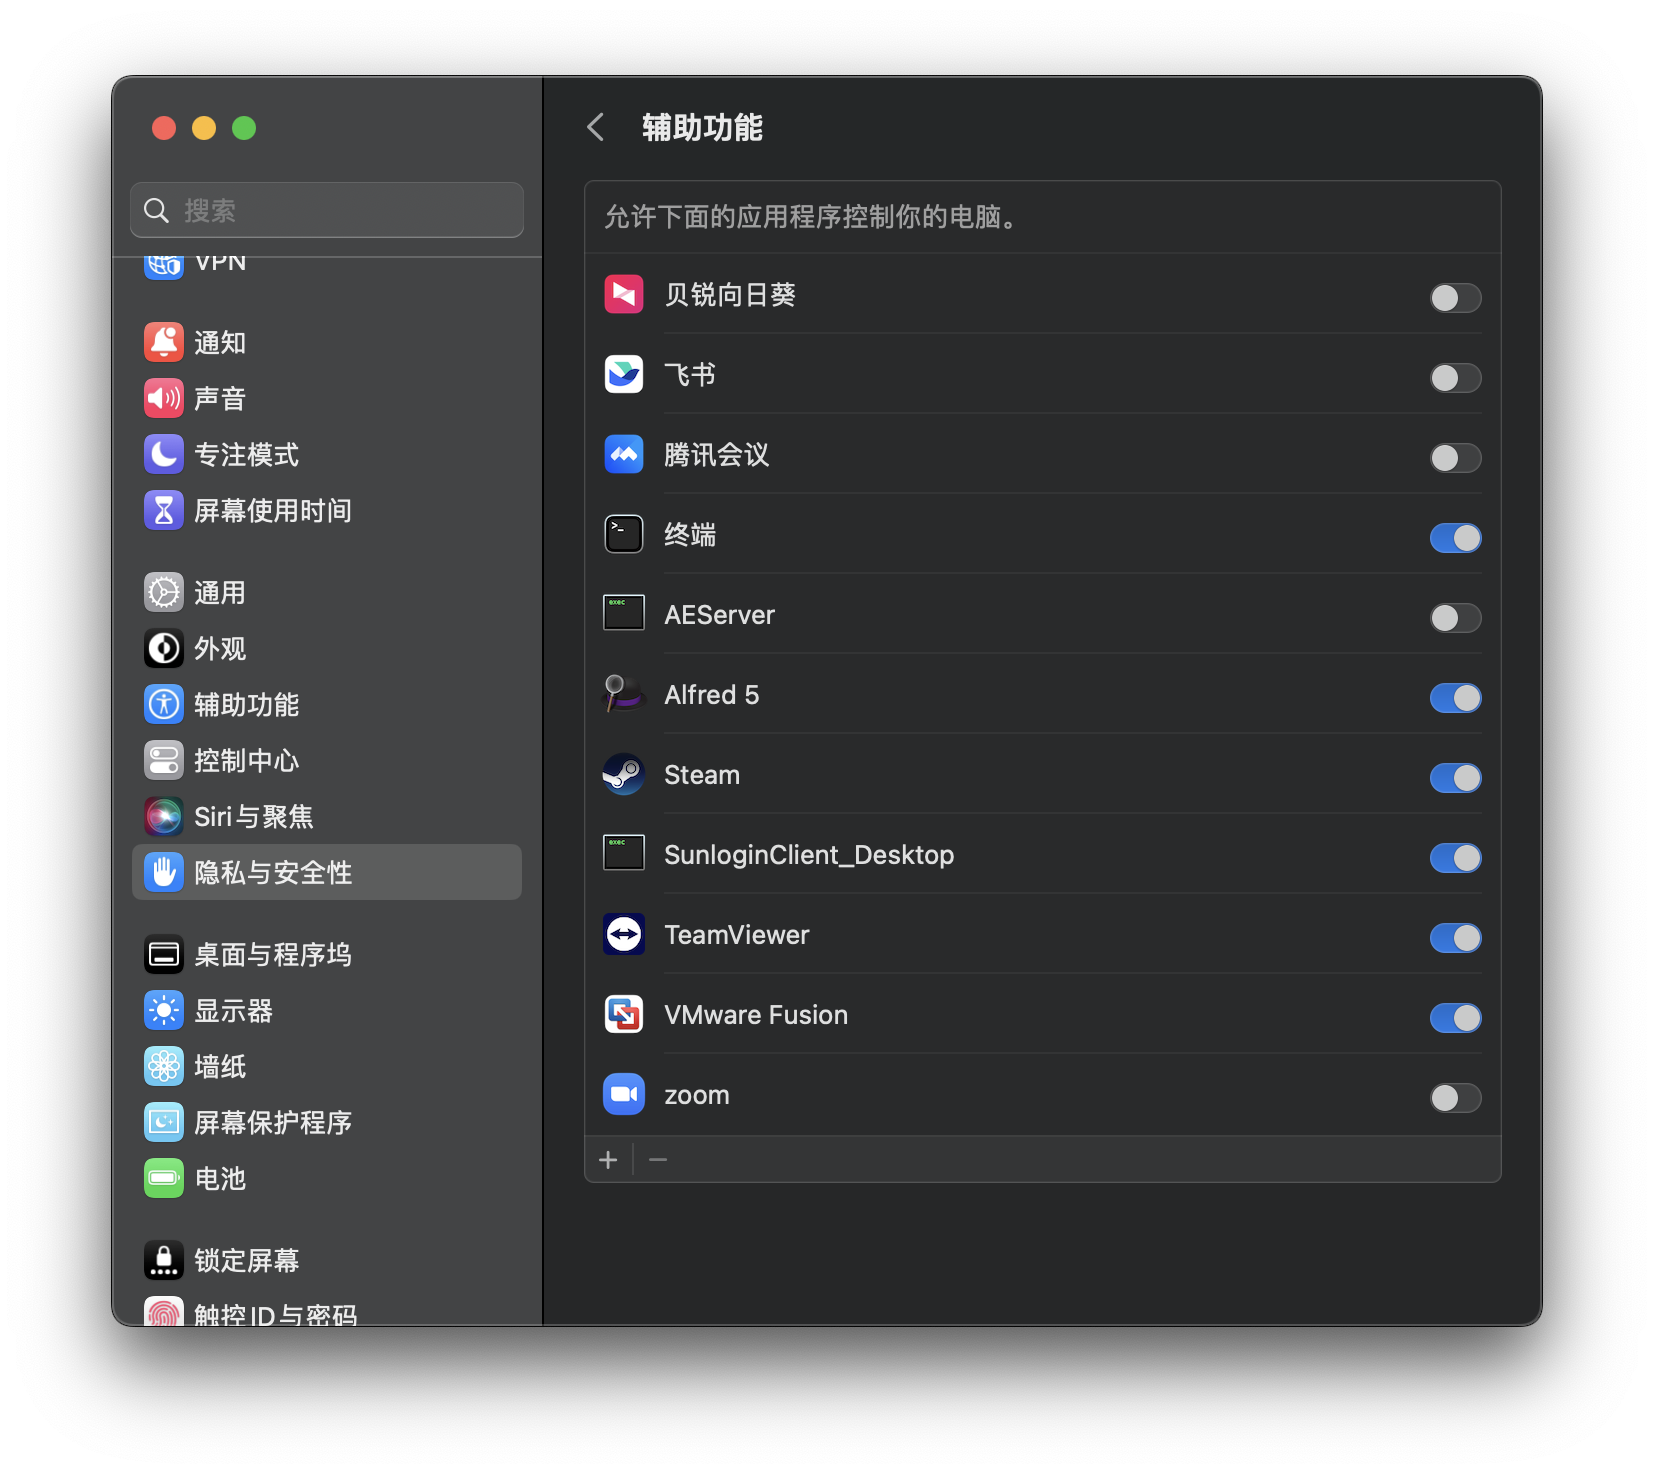 搜索
VPN
通知
声音
专注模式
屏幕使用时间
通用
外观
辅助功能
控制中心
Siri与聚焦
隐私与安全性
桌面与程序坞
显示器
墙纸
屏幕保护程序
电池
锁定屏幕
触控ID与密码
辅助功能
允许下面的应用程序控制你的电脑。
贝锐向日葵
飞书
腾讯会议
终端
exec
AEServer
Alfred 5
Steam
exec
SunloginClient_Desktop
TeamViewer
VMware Fusion
zoom